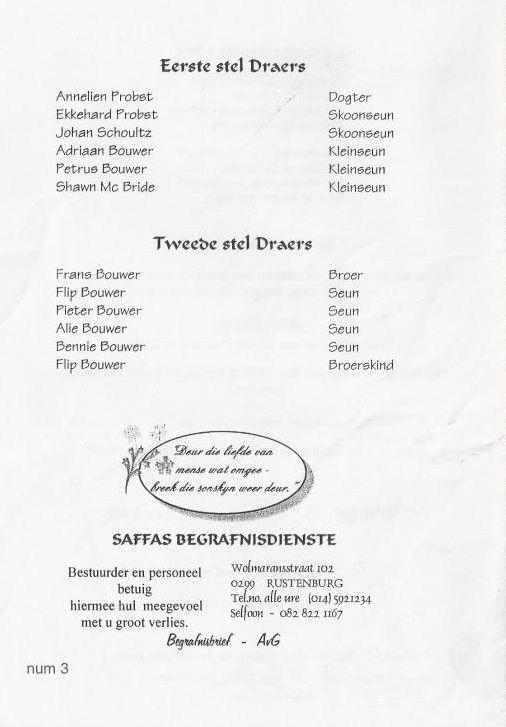 Eerste stel Draers
Annelien Probst Dogter
Ekkehard Probst Skoonseun
Johan Schoultz Skoonseun
Adriaan Bouwer Kleinseun
Petrus Bouwer Kleinseun
Shawn Mc Bride Kleinseun
Tweede stel Draers
Frans Bouwer Broer
Flip Bouwer Seun
Pieter Bouwer Seun
Alie Bouwer Seun
Bennie Bouwer Seun
Flip Bouwer Broerskind
"Deur die liefde van
mense wat omgee -
breek die sonskyn weer deur."
SAFFAS BEGRAFNISDIENSTE
Bestuurder en personeel
betuig
hiermee hul meegevoel
met u groot verlies.
Wolmaransstraat 102
0299 RUSTENBURG
Tel.no. alle ure (014) 5921234
Selfoon - 082 822 1167
Begrafnisbrief - AvG
num 3